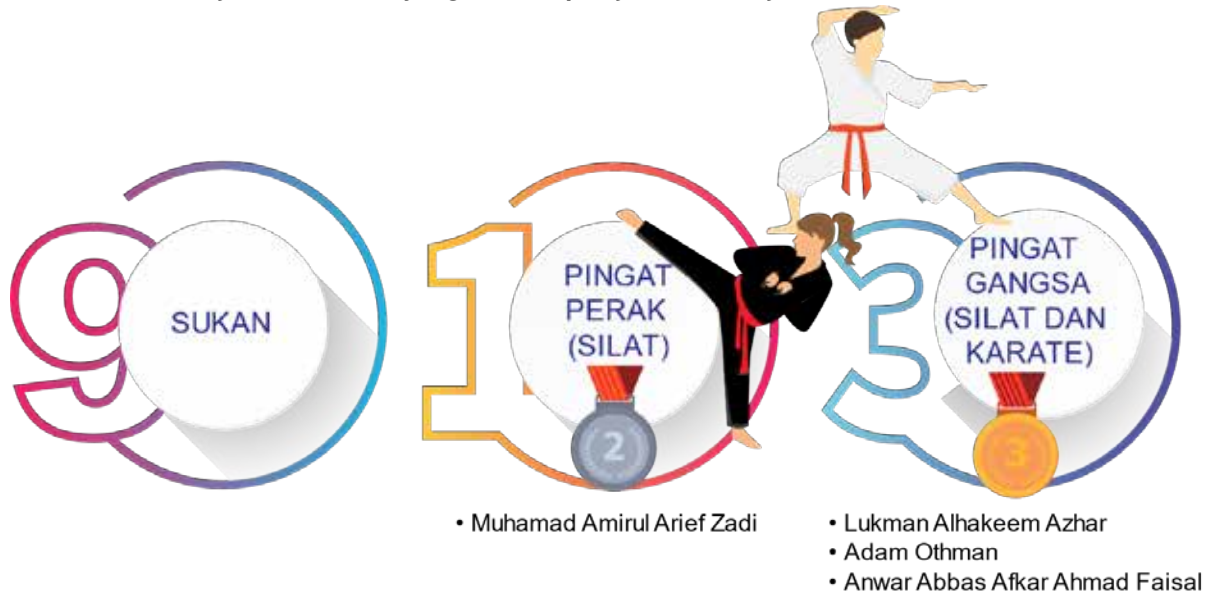 9
SUKAN
1
PINGAT
PERAK
(SILAT)
2
3
PINGAT
GANGSA
(SILAT DAN
KARATE)
3
• Muhamad Amirul Arief Zadi
• Lukman Alhakeem Azhar
• Adam Othman
• Anwar Abbas Afkar Ahmad Faisal